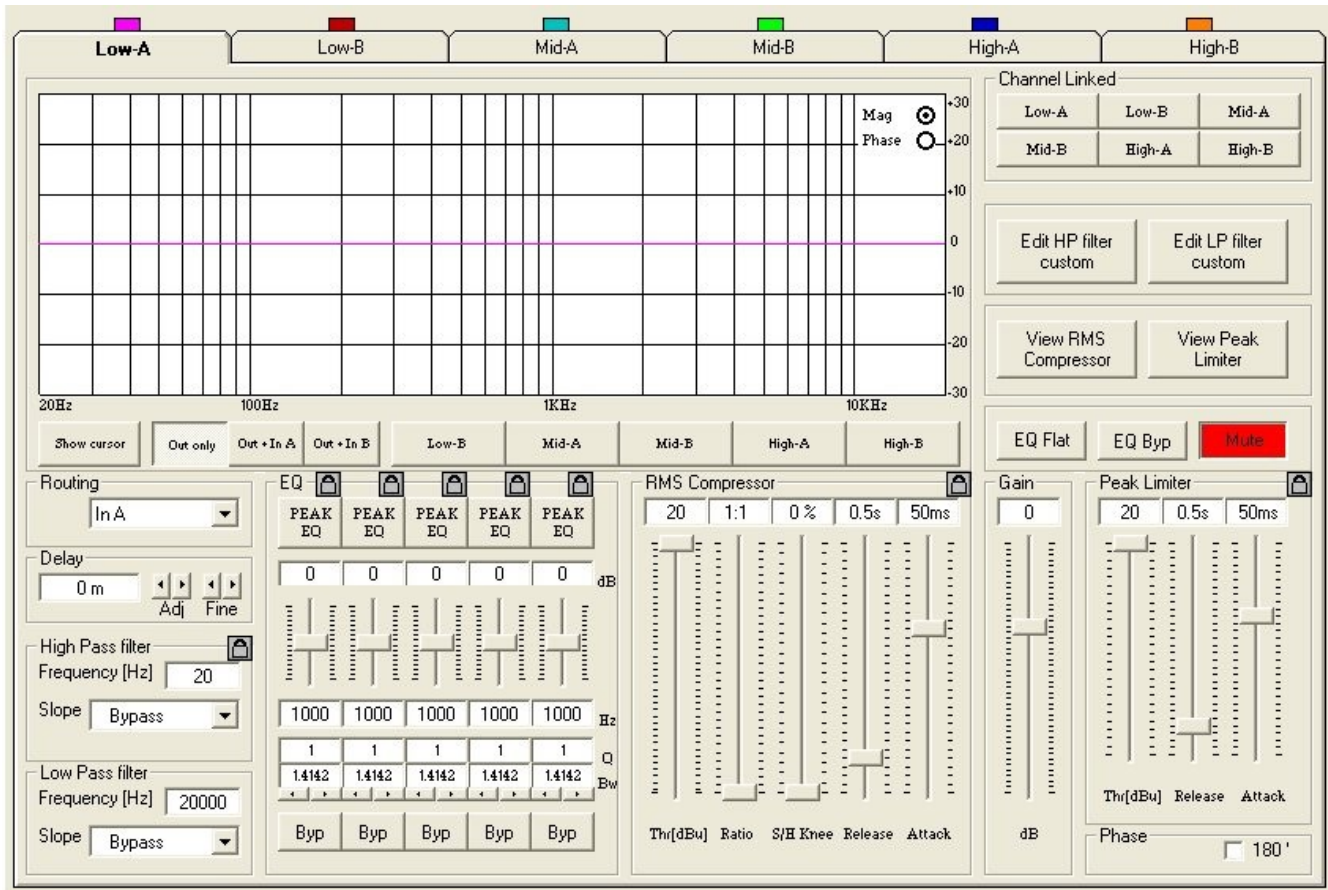 Low-A Low-B Mid-A Mid-B High-A High-B
Mag
Phase
+30
+20
+10
0
-10
-20
-30
20Hz 100Hz 1KHz 10KHz
Show cursor Out only Out + In A Out + In B Low-B Mid-A Mid-B High-A High-B
Channel Linked
Low-A Low-B Mid-A
Mid-B High-A High-B
Edit HP filter custom Edit LP filter custom
View RMS Compressor View Peak Limiter
EQ Flat EQ Byp Mute
Routing
In A
Delay
0 m
Adj Fine
High Pass filter
Frequency [Hz] 20
Slope Bypass
Low Pass filter
Frequency [Hz] 20000
Slope Bypass
EQ
PEAK EQ PEAK EQ PEAK EQ PEAK EQ PEAK EQ
0 0 0 0 0 dB
1000 1000 1000 1000 1000 Hz
1 1 1 1 1 Q
1.4142 1.4142 1.4142 1.4142 1.4142 Bw
Byp Byp Byp Byp Byp
RMS Compressor
20 1:1 0 % 0.5s 50ms
Thr[dBu] Ratio S/H Knee Release Attack
Gain
0
dB
Peak Limiter
20 0.5s 50ms
Thr[dBu] Release Attack
Phase
180 '